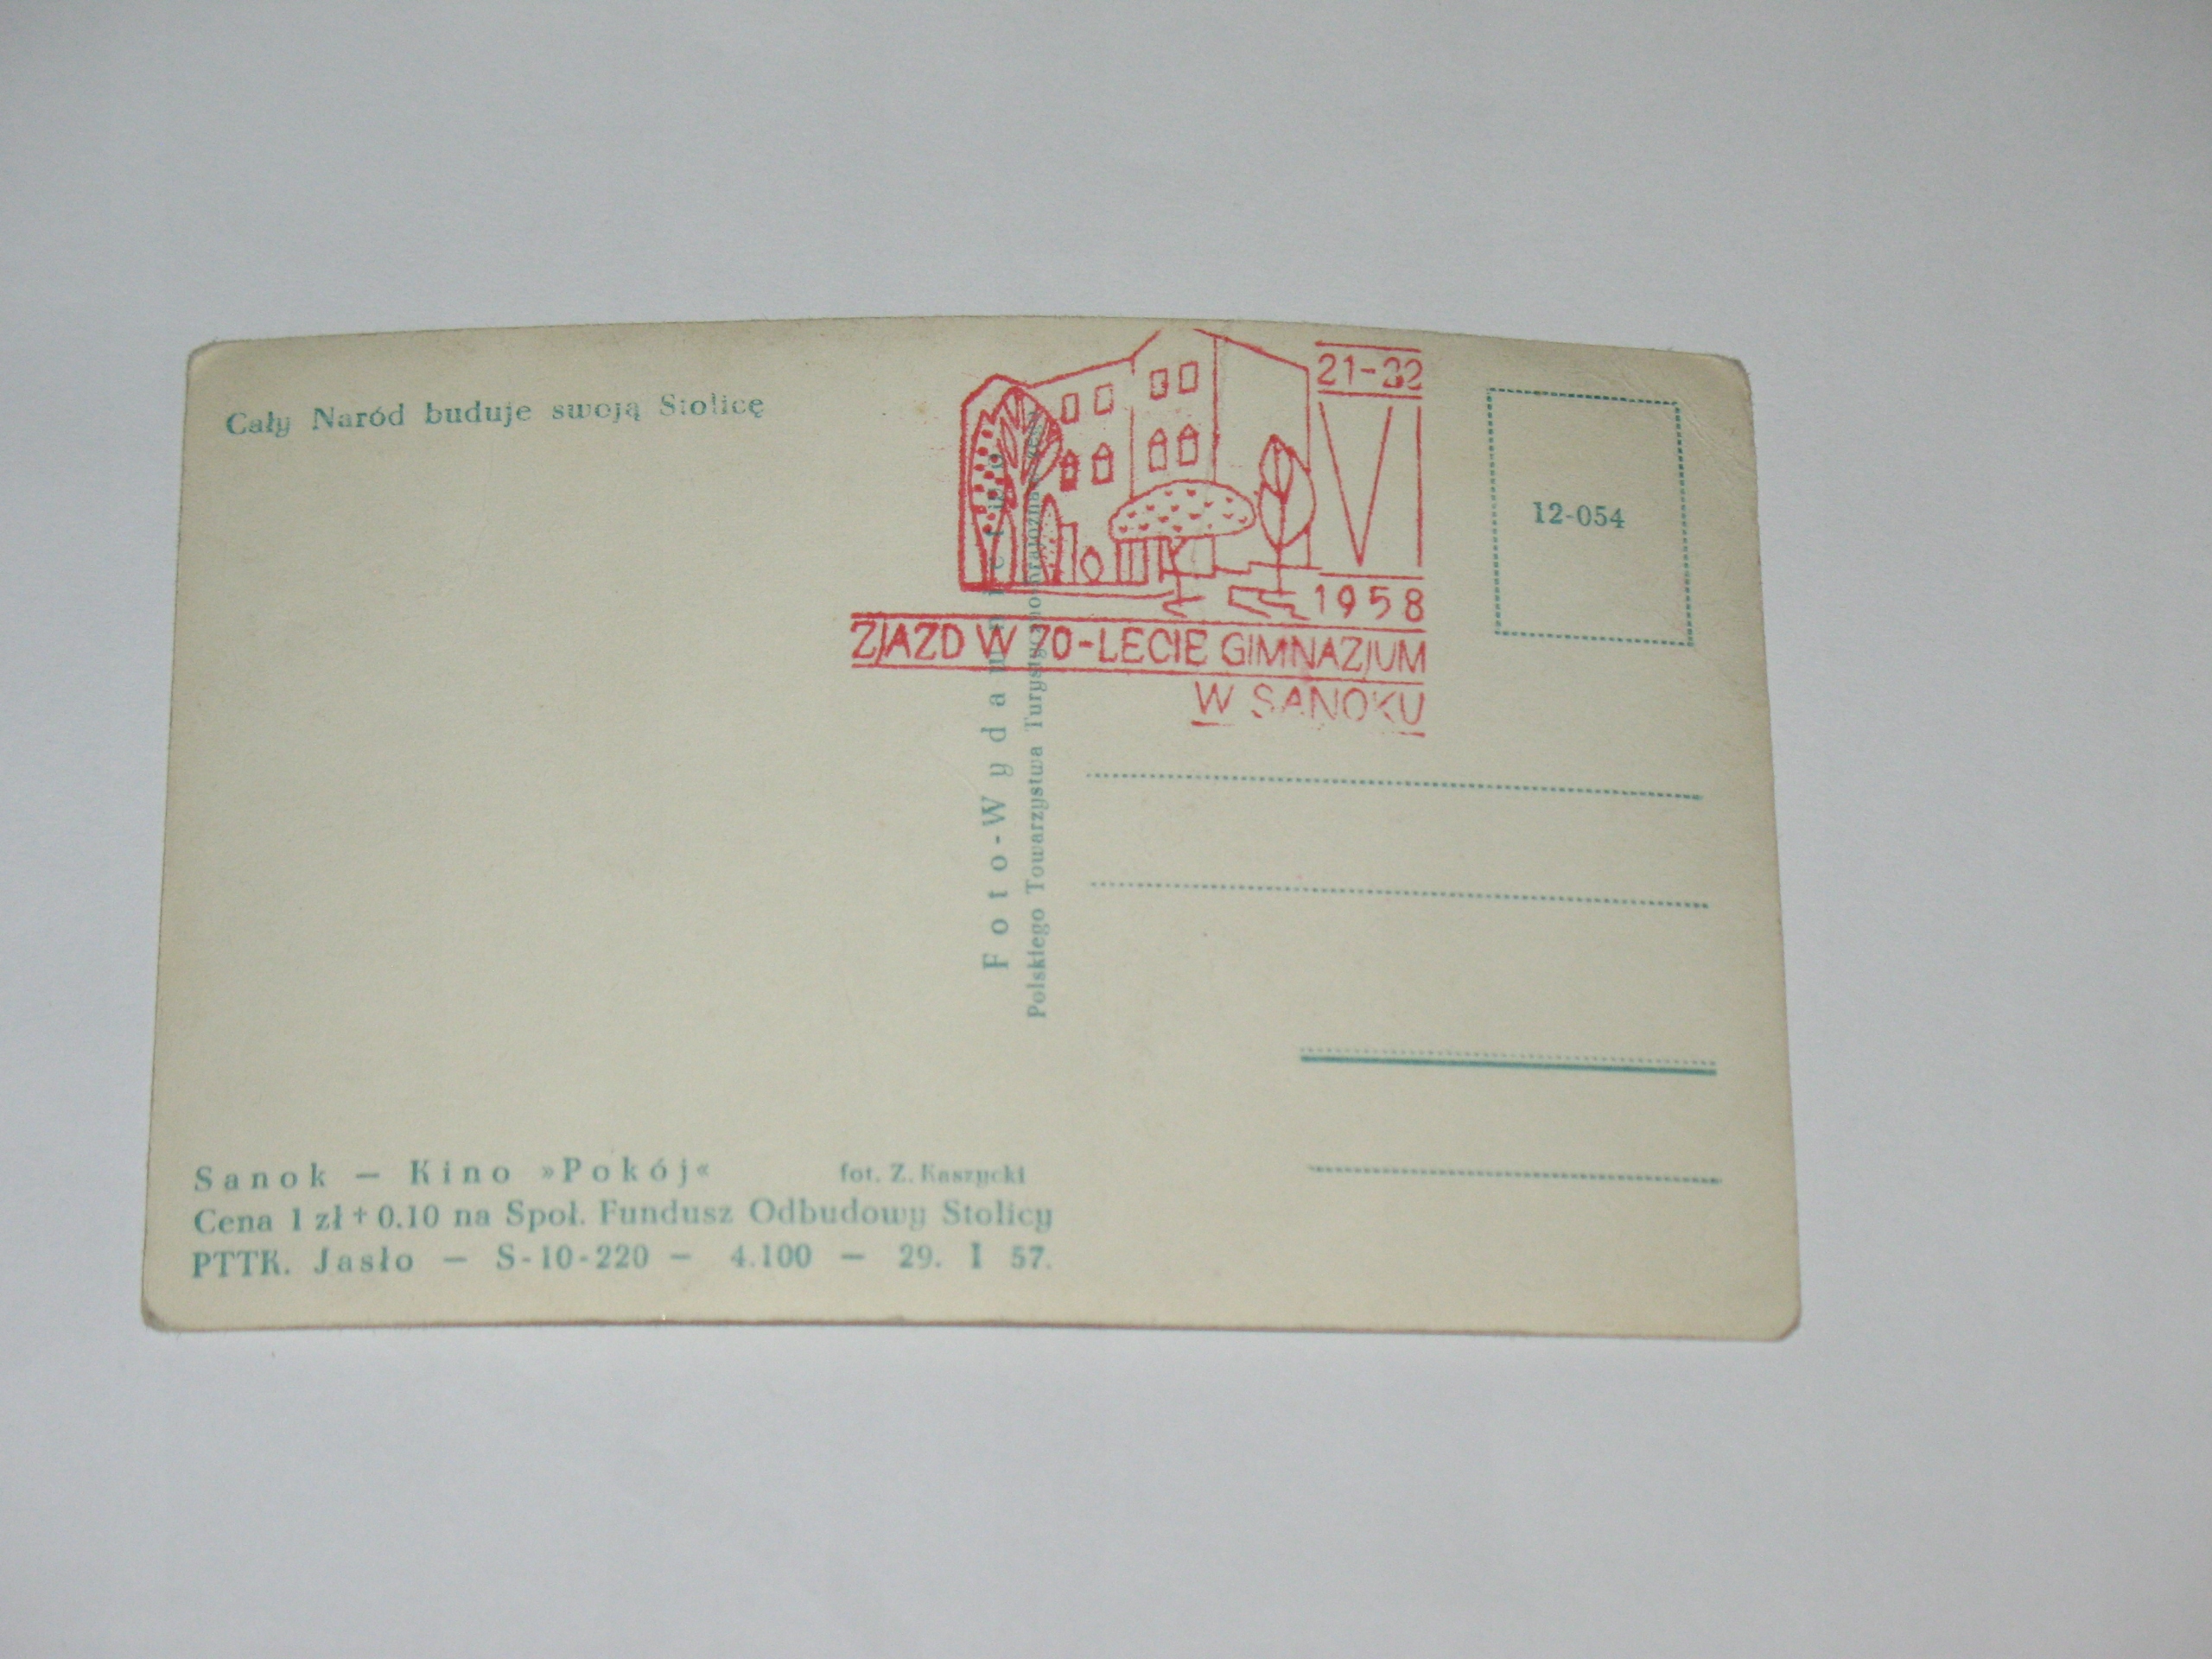 Cały Naród buduje swoją Stolicę
21-22
VI
1958
ZJAZD W 70-LECIE GIMNAZJUM
W SANOKU
12-054
Foto-Wydawnictwo
Polskiego Towarzystwa Turystyczno-Krajoznawczego
Sanok — Kino »Pokój« fot. Z. Kaszycki
Cena 1 zł + 0.10 na Społ. Fundusz Odbudowy Stolicy
PTTK. Jasło — S-10-220 — 4.100 — 29. I 57.